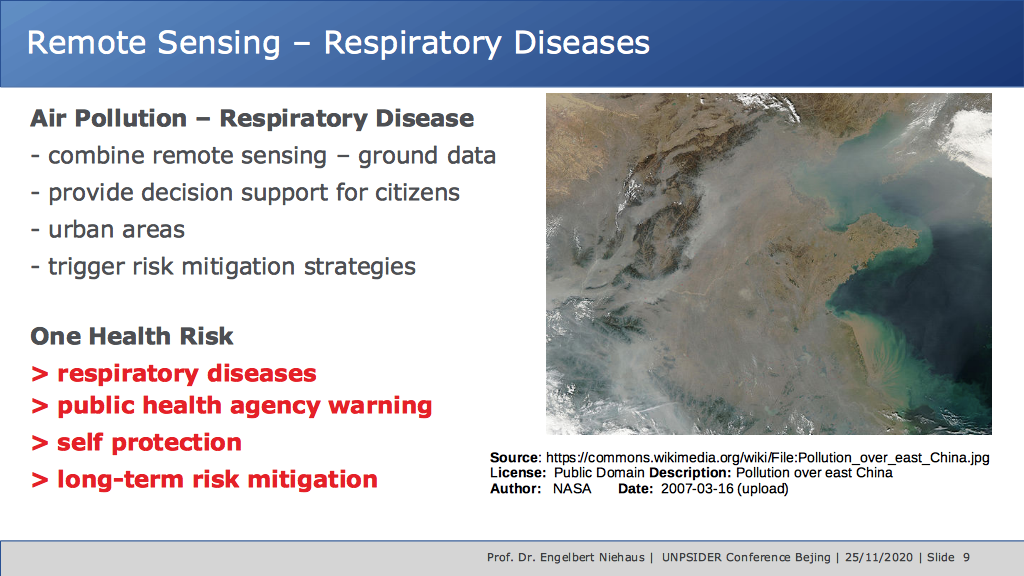 Remote Sensing – Respiratory Diseases
Air Pollution – Respiratory Disease
- combine remote sensing – ground data
- provide decision support for citizens
- urban areas
- trigger risk mitigation strategies
One Health Risk
> respiratory diseases
> public health agency warning
> self protection
> long-term risk mitigation
Source: https://commons.wikimedia.org/wiki/File:Pollution_over_east_China.jpg
License: Public Domain Description: Pollution over east China
Author: NASA Date: 2007-03-16 (upload)
Prof. Dr. Engelbert Niehaus | UNPSIDER Conference Bejing | 25/11/2020 | Slide 9